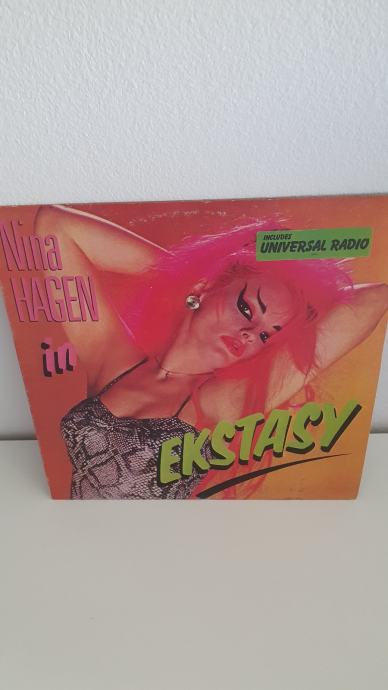 Nina
HAGEN
in
INCLUDES
UNIVERSAL RADIO
EKSTASY